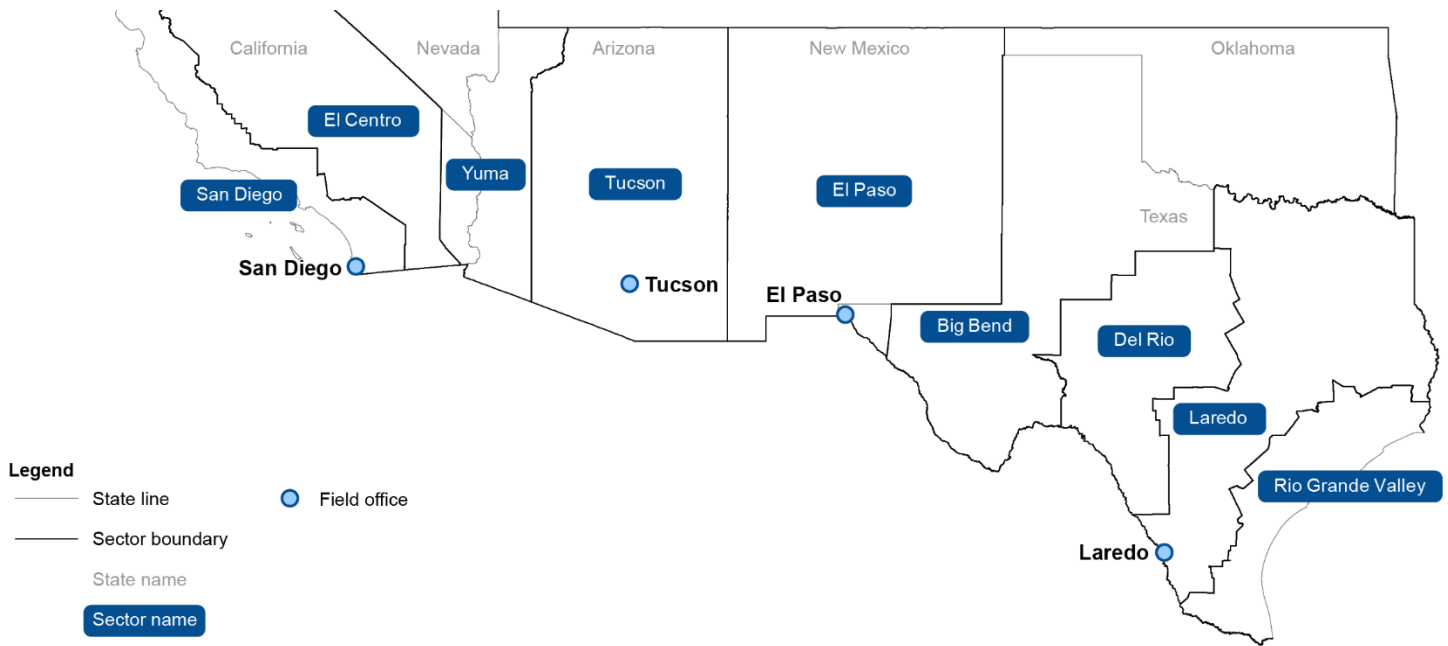 California
Nevada
Arizona
New Mexico
Oklahoma
El Centro
Yuma
Tucson
El Paso
San Diego
Texas
San Diego
Tucson
El Paso
Big Bend
Del Rio
Laredo
Rio Grande Valley
Laredo
Legend
State line
Field office
Sector boundary
State name
Sector name